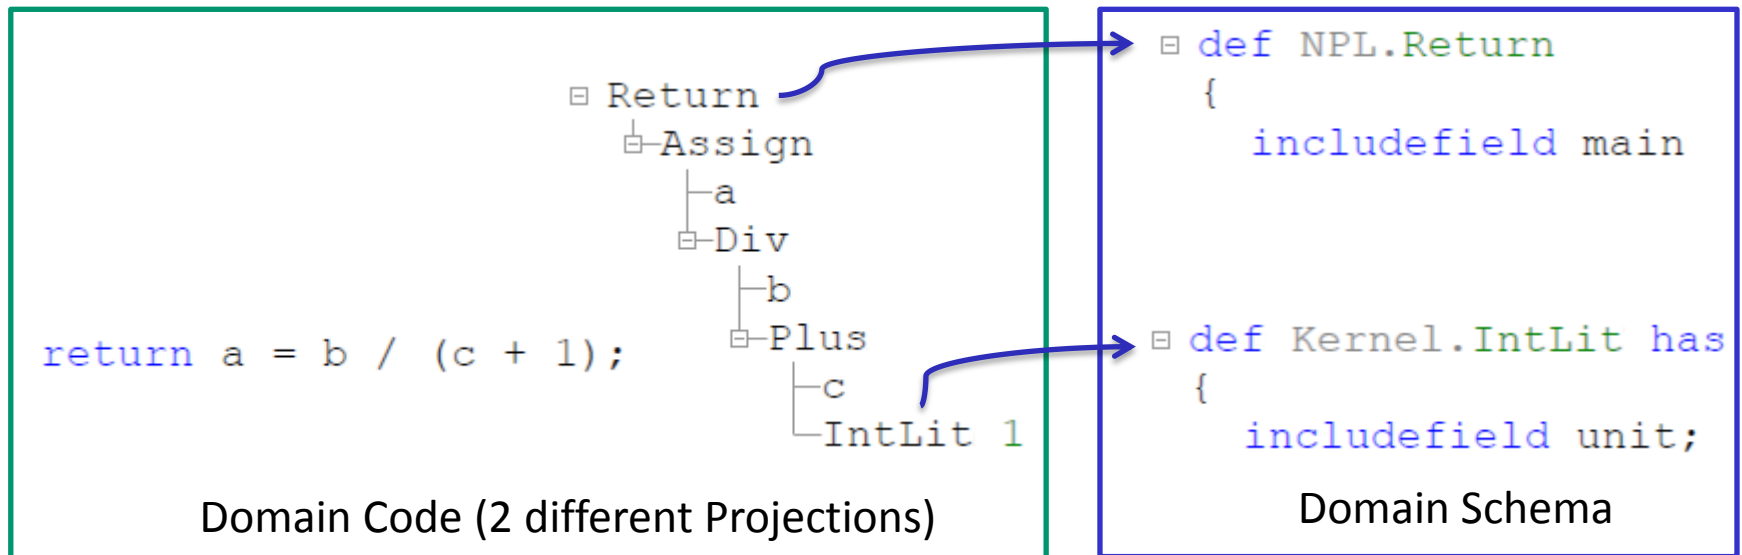 return a = b / (c + 1);
Return
Assign
a
Div
b
Plus
c
IntLit 1
Domain Code (2 different Projections)
def NPL.Return
{
includefield main
def Kernel.IntLit has
{
includefield unit;
Domain Schema